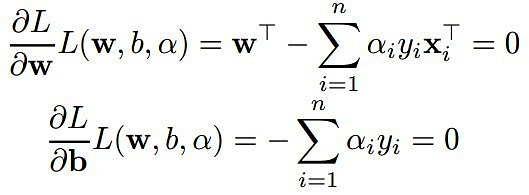 ∂L/∂𝐰 L(𝐰, b, α) = 𝐰^⊤ − ∑_{i=1}^{n} α_i y_i 𝐱_i^⊤ = 0
∂L/∂𝐛 L(𝐰, b, α) = − ∑_{i=1}^{n} α_i y_i = 0